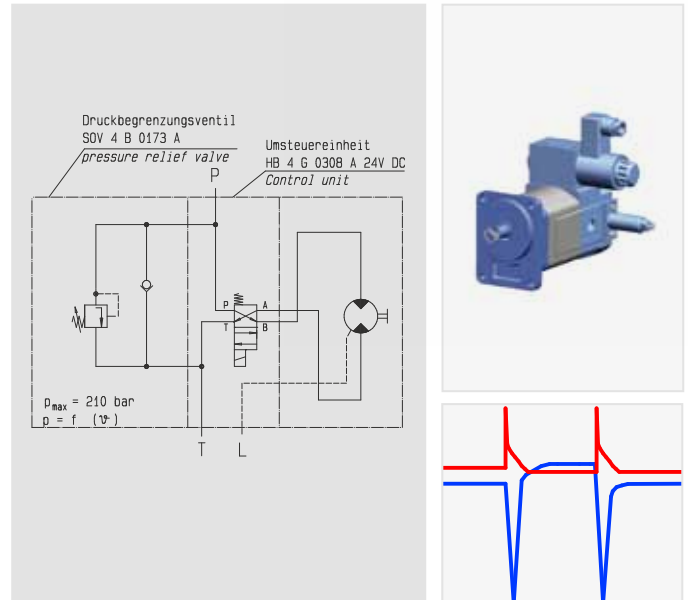 Druckbegrenzungsventil
SOV 4 B 0173 A
pressure relief valve
Umsteuereinheit
HB 4 G 0308 A 24V DC
Control unit
P
P A
T B
pmax = 210 bar
p = f (ϑ)
T L